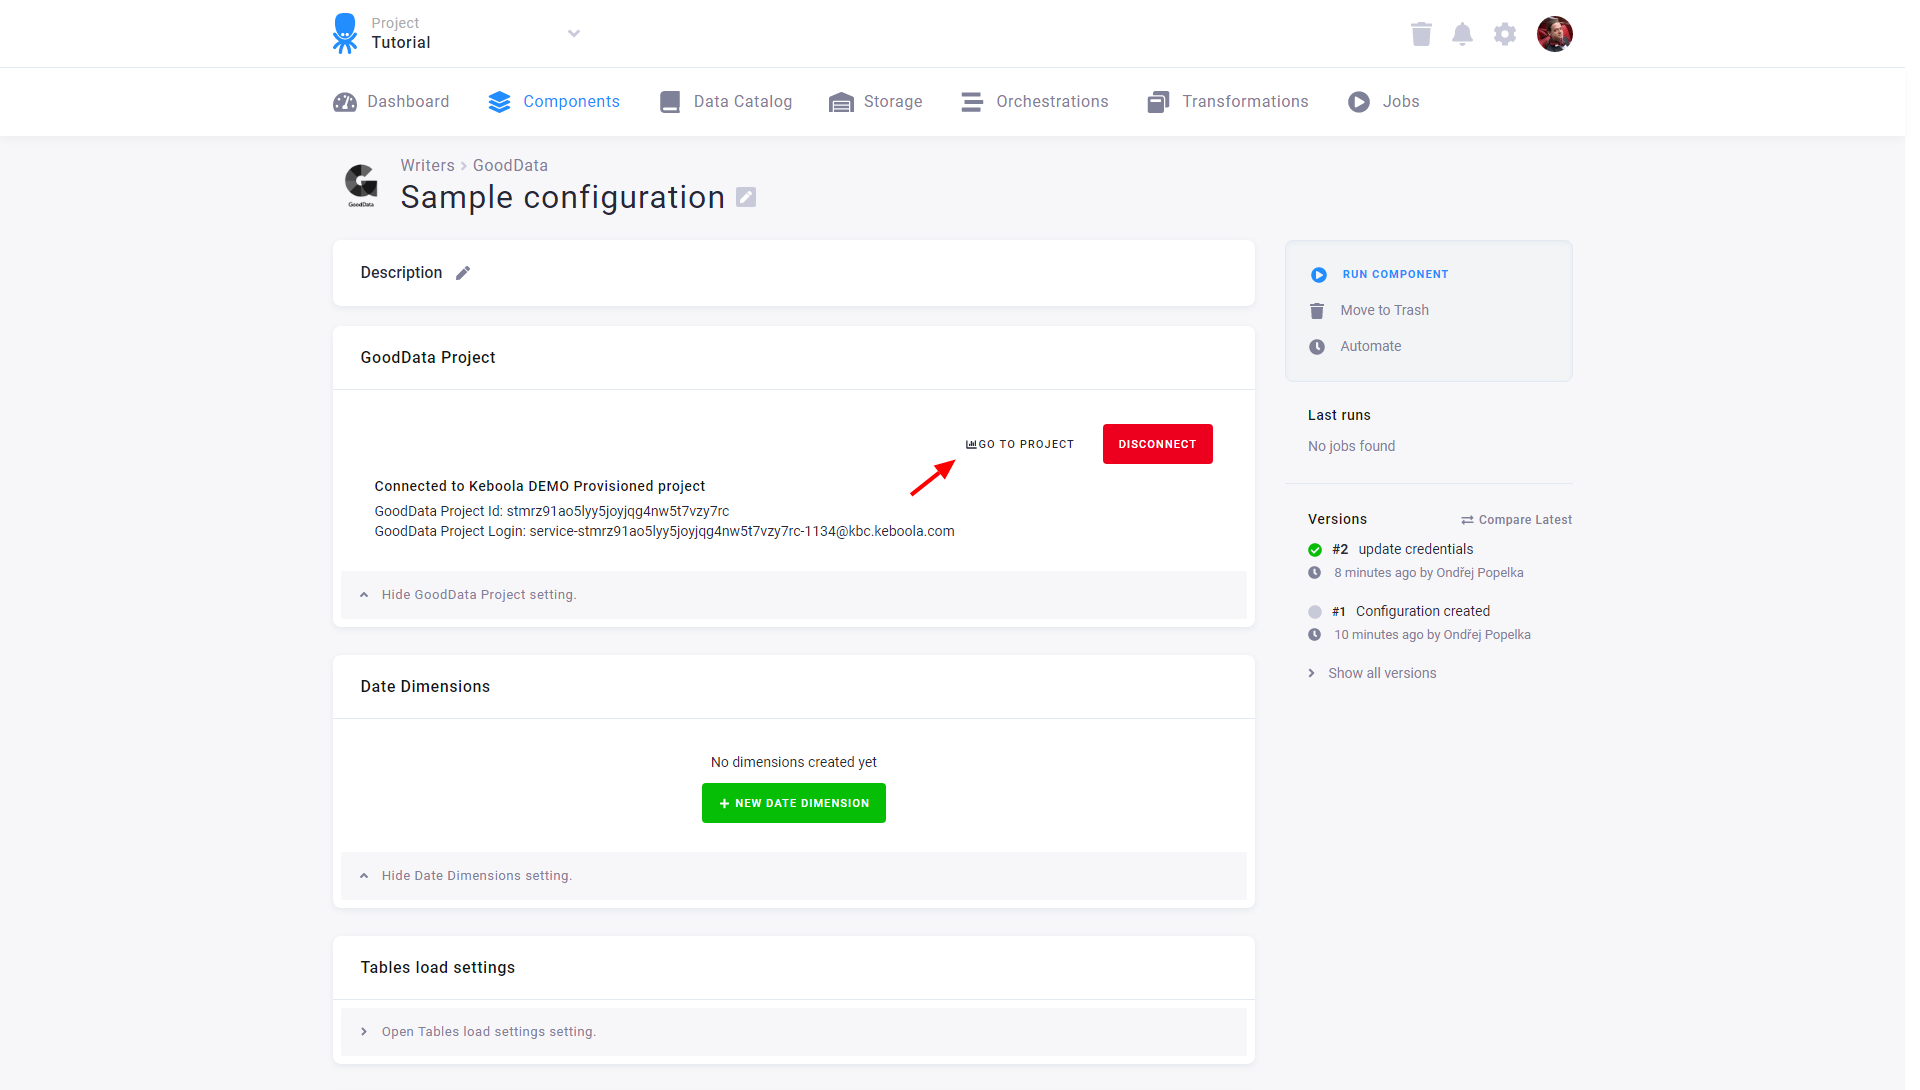 Project
Tutorial
Dashboard
Components
Data Catalog
Storage
Orchestrations
Transformations
Jobs
GoodData
Writers › GoodData
Sample configuration
Description
GoodData Project
GO TO PROJECT
DISCONNECT
Connected to Keboola DEMO Provisioned project
GoodData Project Id: stmrz91ao5lyy5joyjqg4nw5t7vzy7rc
GoodData Project Login: service-stmrz91ao5lyy5joyjqg4nw5t7vzy7rc-1134@kbc.keboola.com
Hide GoodData Project setting.
Date Dimensions
No dimensions created yet
+ NEW DATE DIMENSION
Hide Date Dimensions setting.
Tables load settings
Open Tables load settings setting.
RUN COMPONENT
Move to Trash
Automate
Last runs
No jobs found
Versions
Compare Latest
#2 update credentials
8 minutes ago by Ondřej Popelka
#1 Configuration created
10 minutes ago by Ondřej Popelka
Show all versions